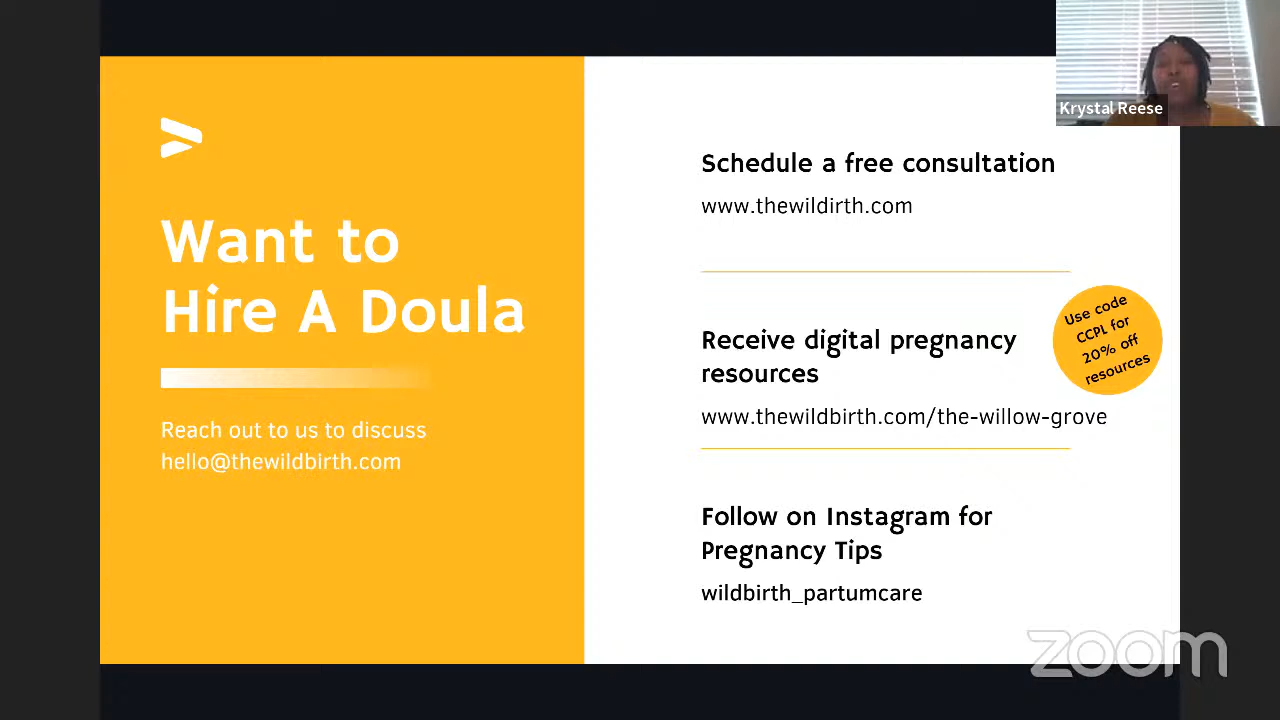 Krystal Reese
Want to
Hire A Doula
Reach out to us to discuss
hello@thewildbirth.com
Schedule a free consultation
www.thewildirth.com
Receive digital pregnancy
resources
www.thewildbirth.com/the-willow-grove
Use code
CCPL for
20% off
resources
Follow on Instagram for
Pregnancy Tips
wildbirth_partumcare
zoom